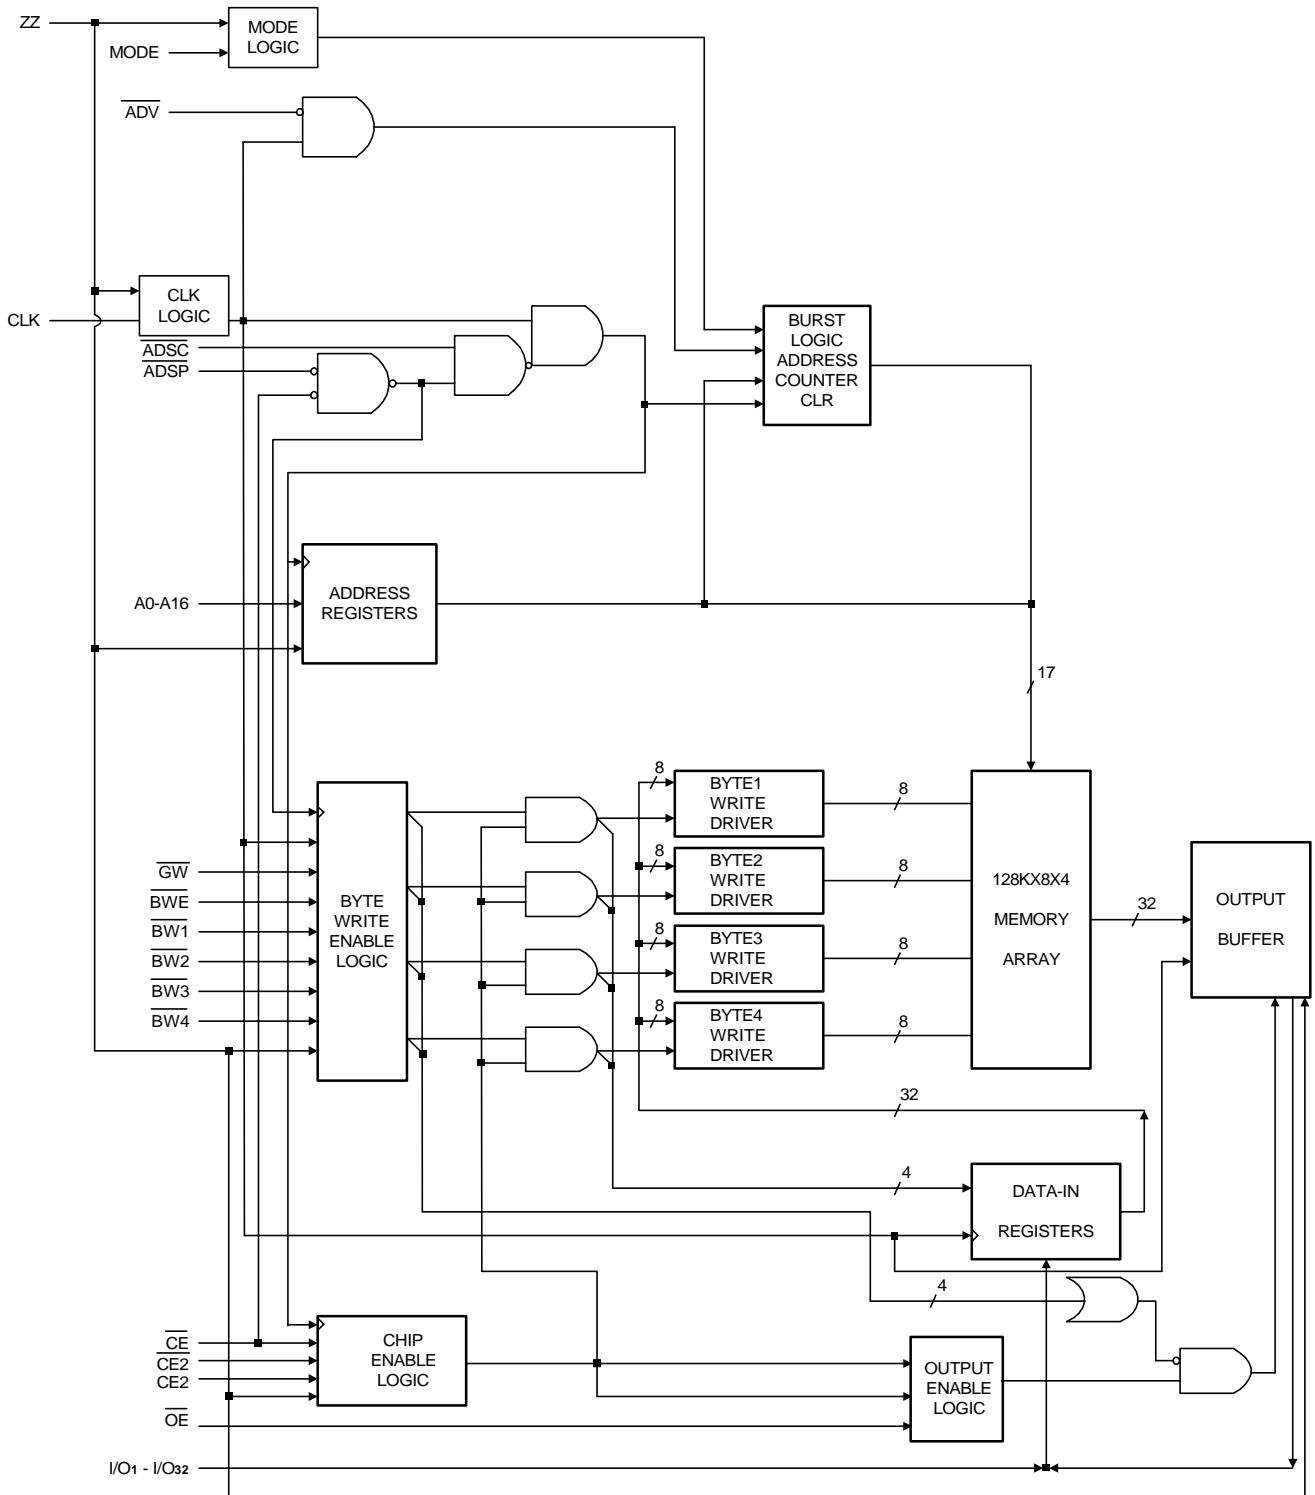 ZZ
MODE
MODE
LOGIC
ADV
CLK
CLK
LOGIC
ADSC
ADSP
BURST
LOGIC
ADDRESS
COUNTER
CLR
A0-A16
ADDRESS
REGISTERS
17
GW
BWE
BW1
BW2
BW3
BW4
BYTE
WRITE
ENABLE
LOGIC
8
BYTE1
WRITE
DRIVER
8
8
BYTE2
WRITE
DRIVER
8
8
BYTE3
WRITE
DRIVER
8
8
BYTE4
WRITE
DRIVER
8
128KX8X4
MEMORY
ARRAY
32
OUTPUT
BUFFER
32
4
DATA-IN
REGISTERS
4
CE
CE2
CE2
CHIP
ENABLE
LOGIC
OE
OUTPUT
ENABLE
LOGIC
I/O1 - I/O32